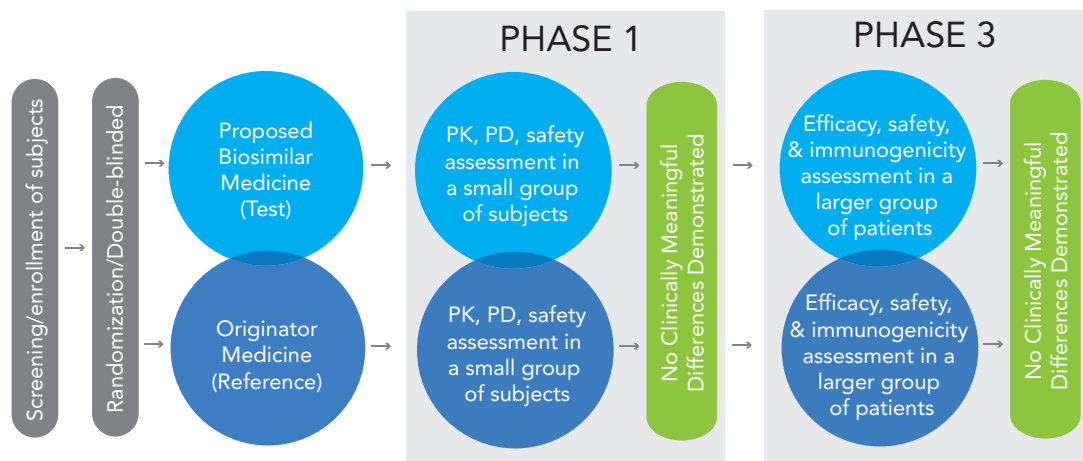 Screening/enrollment of subjects
Randomization/Double-blinded
Proposed
Biosimilar
Medicine
(Test)
Originator
Medicine
(Reference)
PHASE 1
PK, PD, safety
assessment in
a small group
of subjects
PK, PD, safety
assessment in
a small group
of subjects
No Clinically Meaningful
Differences Demonstrated
PHASE 3
Efficacy, safety,
& immunogenicity
assessment in a
larger group
of patients
Efficacy, safety,
& immunogenicity
assessment in a
larger group
of patients
No Clinically Meaningful
Differences Demonstrated